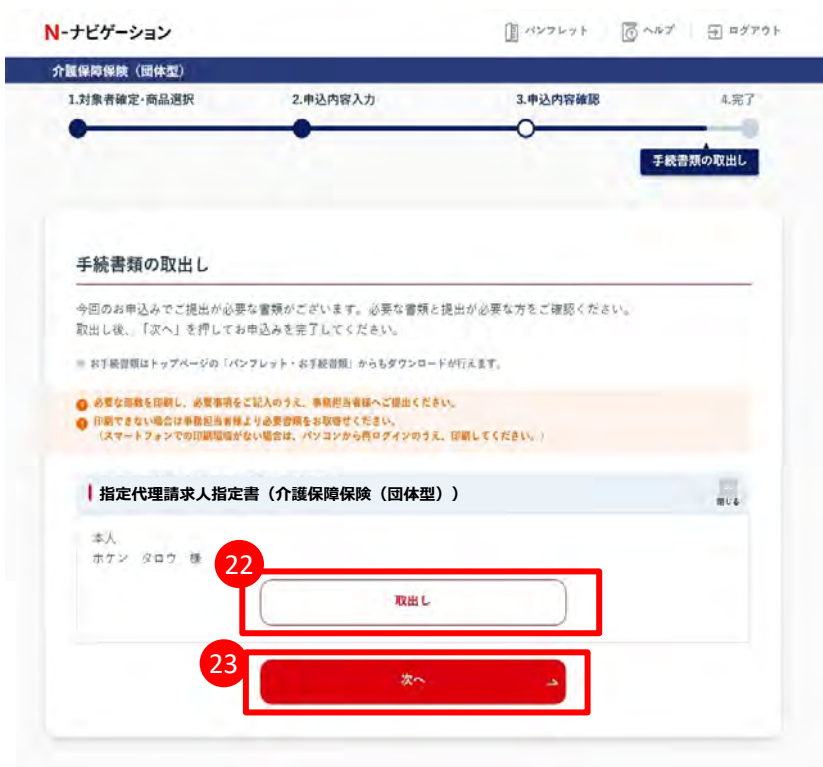 N-ナビゲーション
パンフレット ヘルプ ログアウト
介護保障保険（団体型）
1.対象者確定・商品選択 2.申込内容入力 3.申込内容確認 4.完了
手続書類の取出し
手続書類の取出し
今回のお申込みでご提出が必要な書類がございます。必要な書類と提出が必要な方をご確認ください。
取出し後、「次へ」を押してお申込みを完了してください。
※ お手続書類はトップページの「パンフレット・お手続書類」からもダウンロードが行えます。
必要な部数を印刷し、必要事項をご記入のうえ、事務担当者様へご提出ください。
印刷できない場合は事務担当者様より必要書類をお取寄せください。
（スマートフォンでの印刷環境がない場合は、パソコンから再ログインのうえ、印刷してください。）
指定代理請求人指定書（介護保障保険（団体型））
閉じる
本人
ホケン タロウ 様
22
取出し
23
次へ